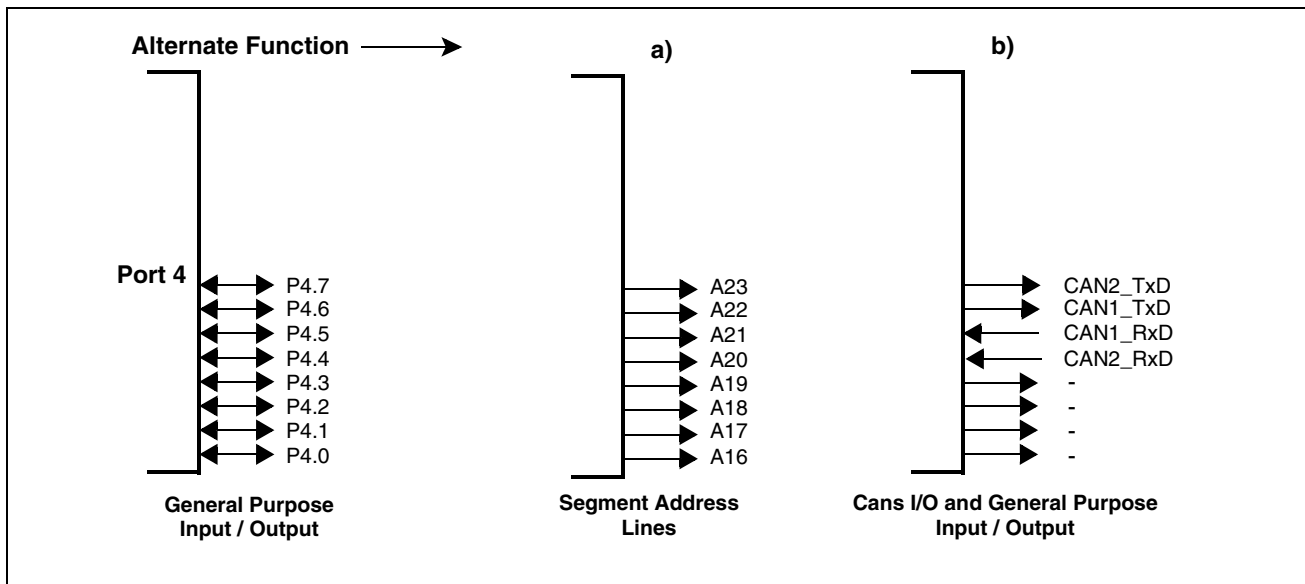 Alternate Function
a)
b)
Port 4
P4.7
P4.6
P4.5
P4.4
P4.3
P4.2
P4.1
P4.0
General Purpose
Input / Output
A23
A22
A21
A20
A19
A18
A17
A16
Segment Address
Lines
CAN2_TxD
CAN1_TxD
CAN1_RxD
CAN2_RxD
-
-
-
-
Cans I/O and General Purpose
Input / Output